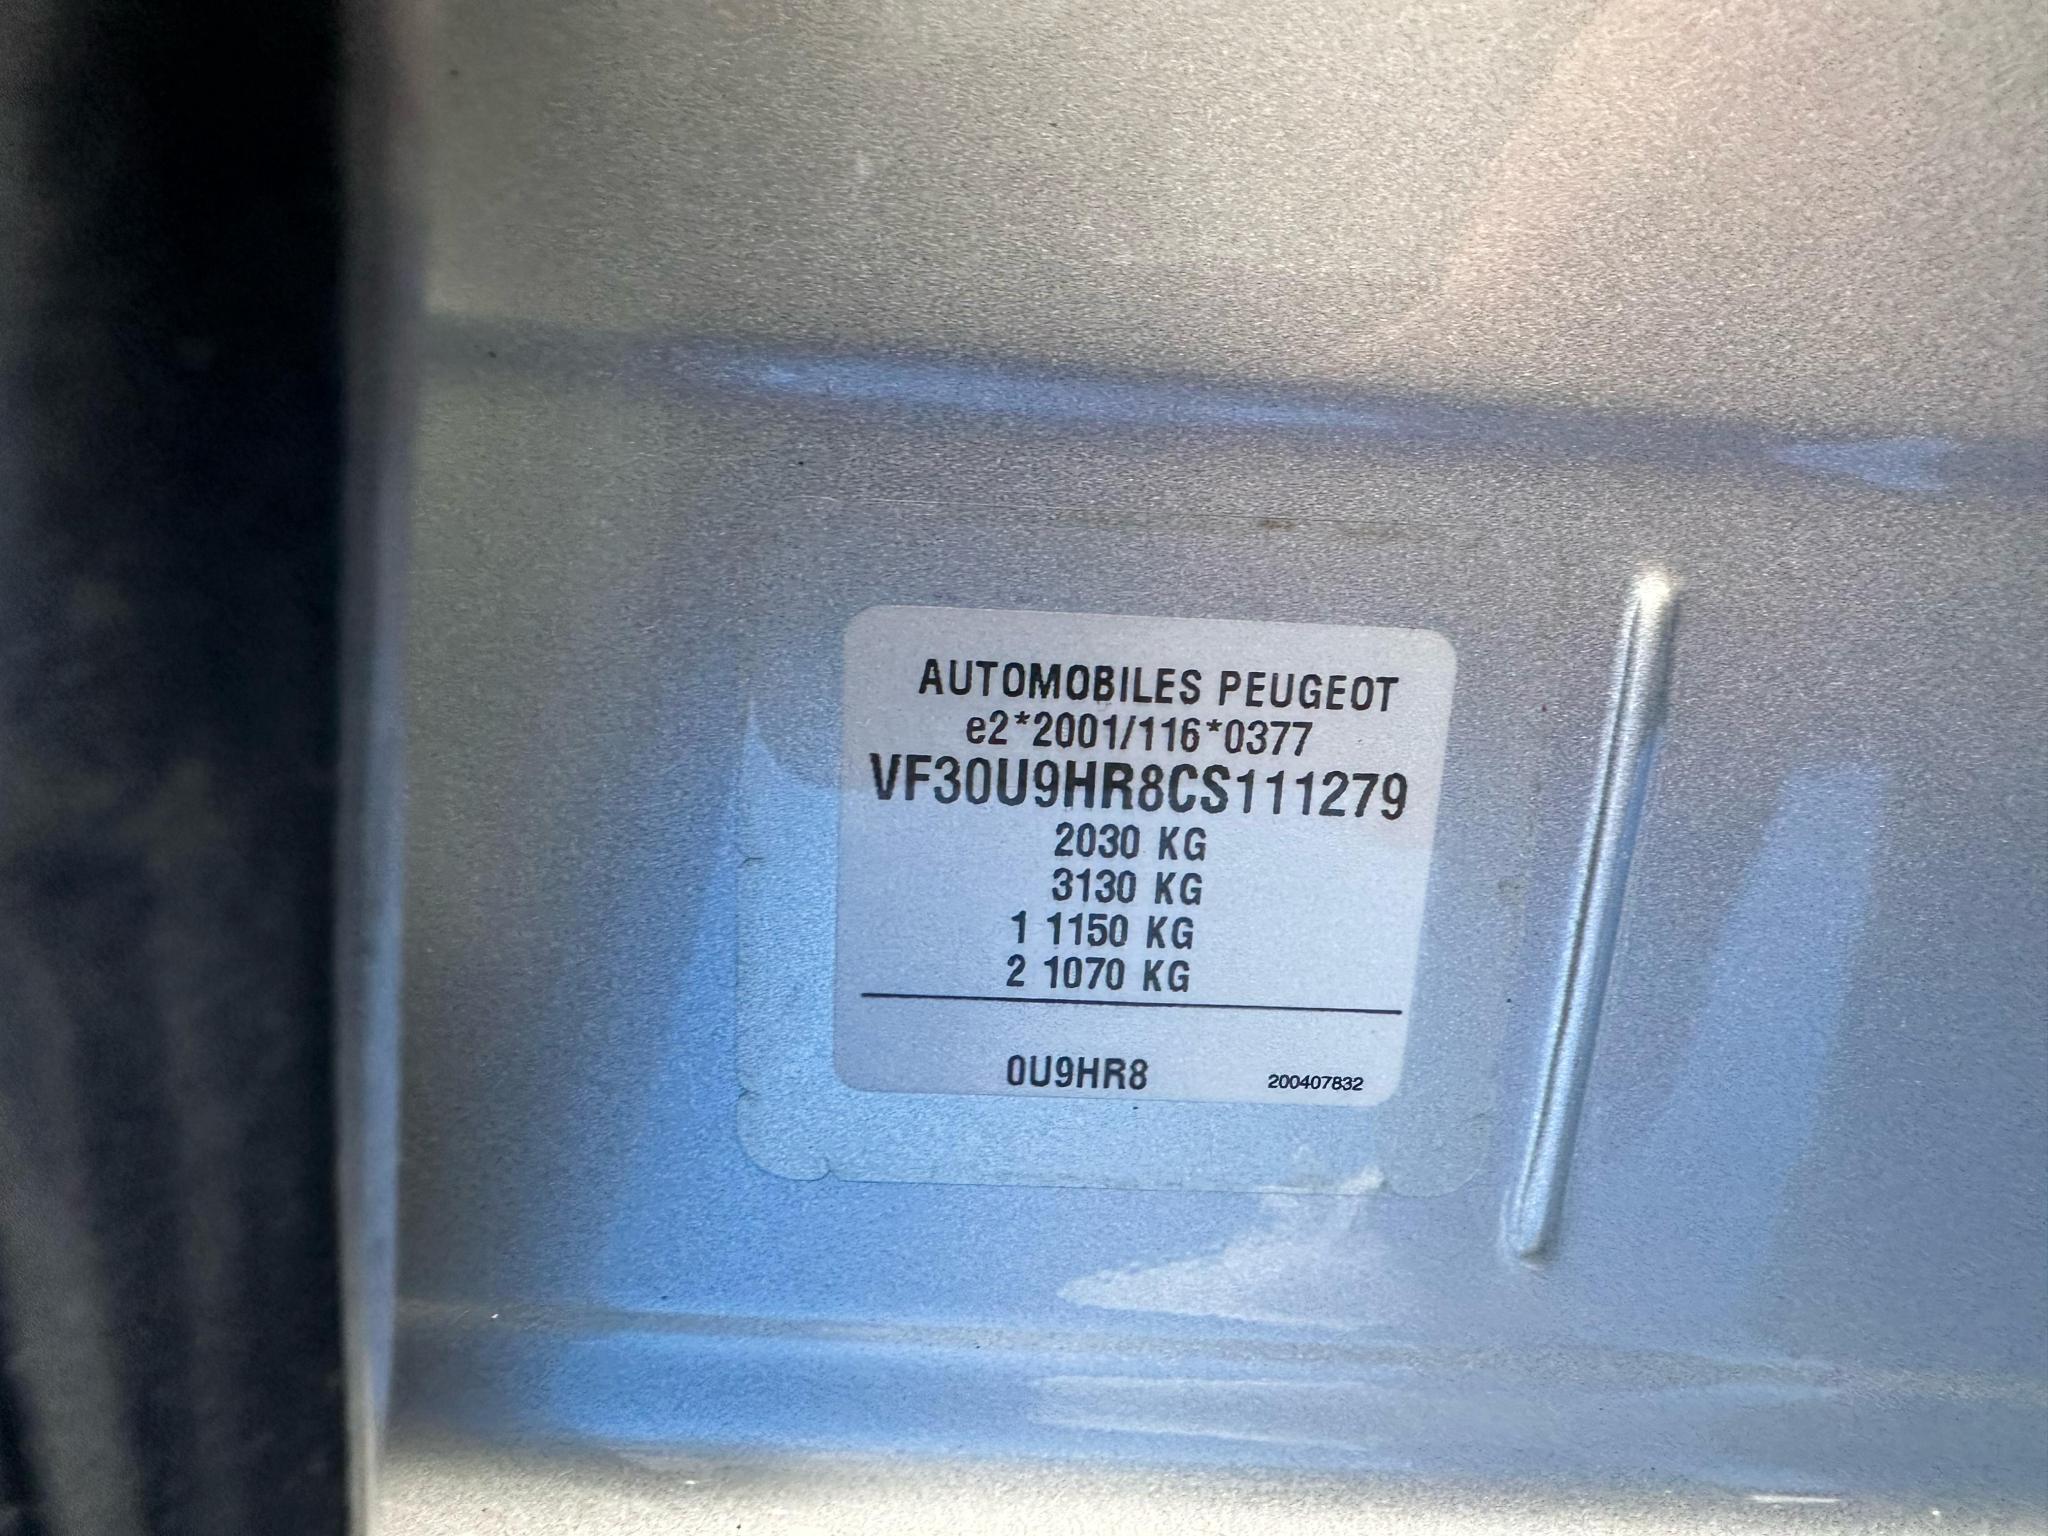 AUTOMOBILES PEUGEOT
e2*2001/116*0377
VF30U9HR8CS111279
2030 KG
3130 KG
1 1150 KG
2 1070 KG
0U9HR8 200407832